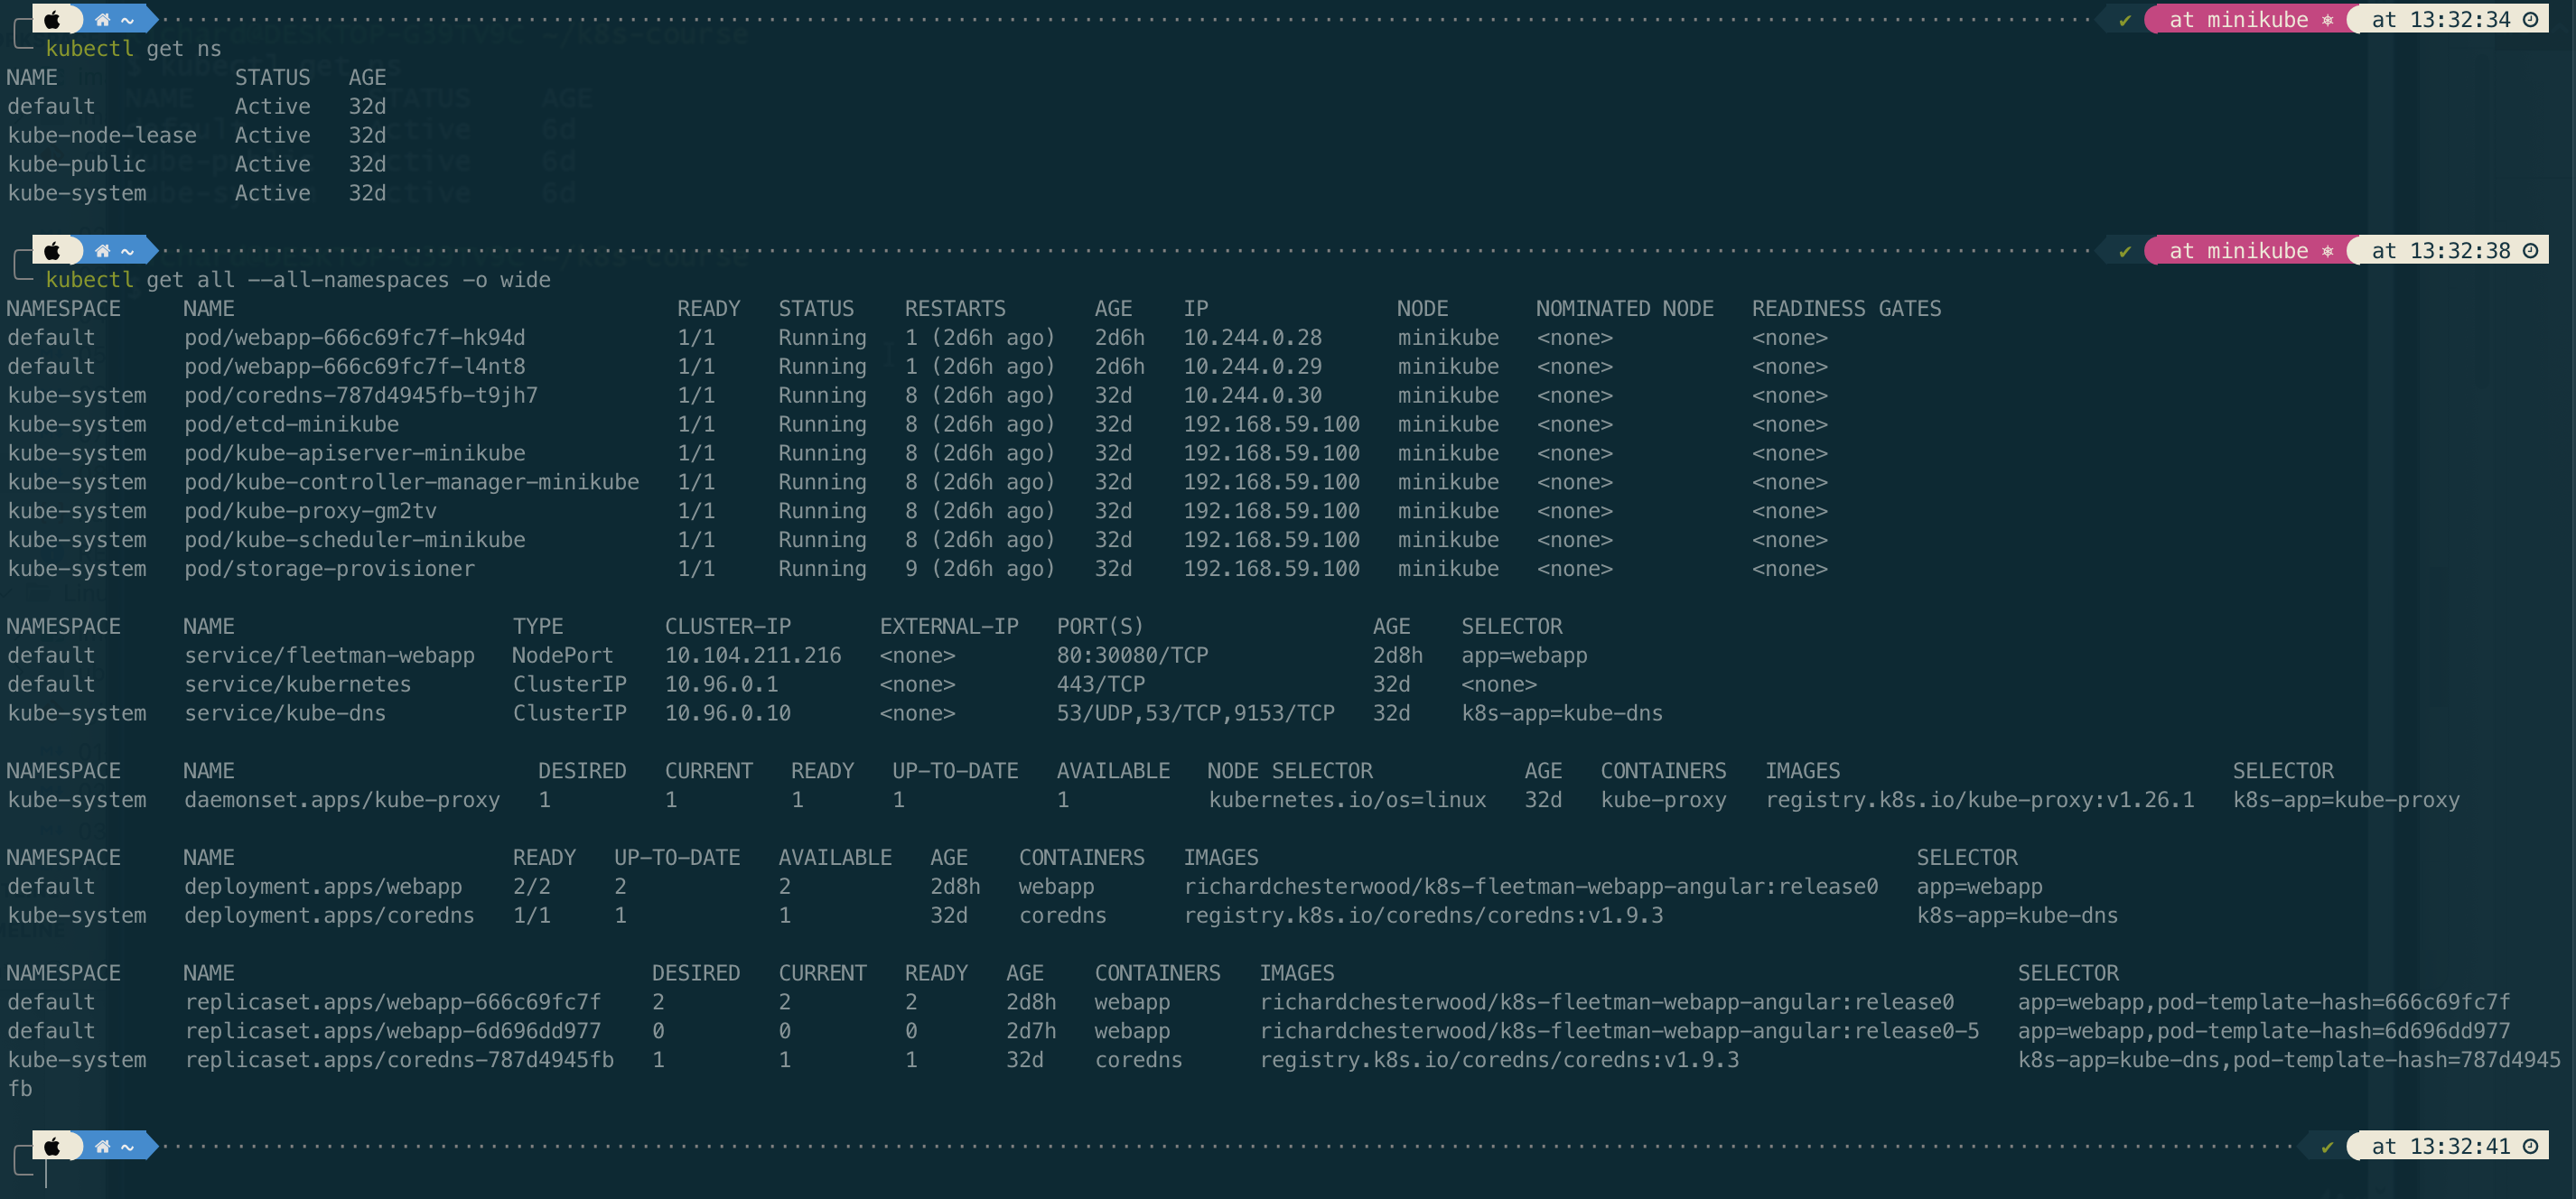 ~ ✔ at minikube at 13:32:34
kubectl get ns
NAME STATUS AGE
default Active 32d
kube-node-lease Active 32d
kube-public Active 32d
kube-system Active 32d
~ ✔ at minikube at 13:32:38
kubectl get all --all-namespaces -o wide
NAMESPACE NAME READY STATUS RESTARTS AGE IP NODE NOMINATED NODE READINESS GATES
default pod/webapp-666c69fc7f-hk94d 1/1 Running 1 (2d6h ago) 2d6h 10.244.0.28 minikube <none> <none>
default pod/webapp-666c69fc7f-l4nt8 1/1 Running 1 (2d6h ago) 2d6h 10.244.0.29 minikube <none> <none>
kube-system pod/coredns-787d4945fb-t9jh7 1/1 Running 8 (2d6h ago) 32d 10.244.0.30 minikube <none> <none>
kube-system pod/etcd-minikube 1/1 Running 8 (2d6h ago) 32d 192.168.59.100 minikube <none> <none>
kube-system pod/kube-apiserver-minikube 1/1 Running 8 (2d6h ago) 32d 192.168.59.100 minikube <none> <none>
kube-system pod/kube-controller-manager-minikube 1/1 Running 8 (2d6h ago) 32d 192.168.59.100 minikube <none> <none>
kube-system pod/kube-proxy-gm2tv 1/1 Running 8 (2d6h ago) 32d 192.168.59.100 minikube <none> <none>
kube-system pod/kube-scheduler-minikube 1/1 Running 8 (2d6h ago) 32d 192.168.59.100 minikube <none> <none>
kube-system pod/storage-provisioner 1/1 Running 9 (2d6h ago) 32d 192.168.59.100 minikube <none> <none>
NAMESPACE NAME TYPE CLUSTER-IP EXTERNAL-IP PORT(S) AGE SELECTOR
default service/fleetman-webapp NodePort 10.104.211.216 <none> 80:30080/TCP 2d8h app=webapp
default service/kubernetes ClusterIP 10.96.0.1 <none> 443/TCP 32d <none>
kube-system service/kube-dns ClusterIP 10.96.0.10 <none> 53/UDP,53/TCP,9153/TCP 32d k8s-app=kube-dns
NAMESPACE NAME DESIRED CURRENT READY UP-TO-DATE AVAILABLE NODE SELECTOR AGE CONTAINERS IMAGES SELECTOR
kube-system daemonset.apps/kube-proxy 1 1 1 1 1 kubernetes.io/os=linux 32d kube-proxy registry.k8s.io/kube-proxy:v1.26.1 k8s-app=kube-proxy
NAMESPACE NAME READY UP-TO-DATE AVAILABLE AGE CONTAINERS IMAGES SELECTOR
default deployment.apps/webapp 2/2 2 2 2d8h webapp richardchesterwood/k8s-fleetman-webapp-angular:release0 app=webapp
kube-system deployment.apps/coredns 1/1 1 1 32d coredns registry.k8s.io/coredns/coredns:v1.9.3 k8s-app=kube-dns
NAMESPACE NAME DESIRED CURRENT READY AGE CONTAINERS IMAGES SELECTOR
default replicaset.apps/webapp-666c69fc7f 2 2 2 2d8h webapp richardchesterwood/k8s-fleetman-webapp-angular:release0 app=webapp,pod-template-hash=666c69fc7f
default replicaset.apps/webapp-6d696dd977 0 0 0 2d7h webapp richardchesterwood/k8s-fleetman-webapp-angular:release0-5 app=webapp,pod-template-hash=6d696dd977
kube-system replicaset.apps/coredns-787d4945fb 1 1 1 32d coredns registry.k8s.io/coredns/coredns:v1.9.3 k8s-app=kube-dns,pod-template-hash=787d4945
fb
~ ✔ at 13:32:41